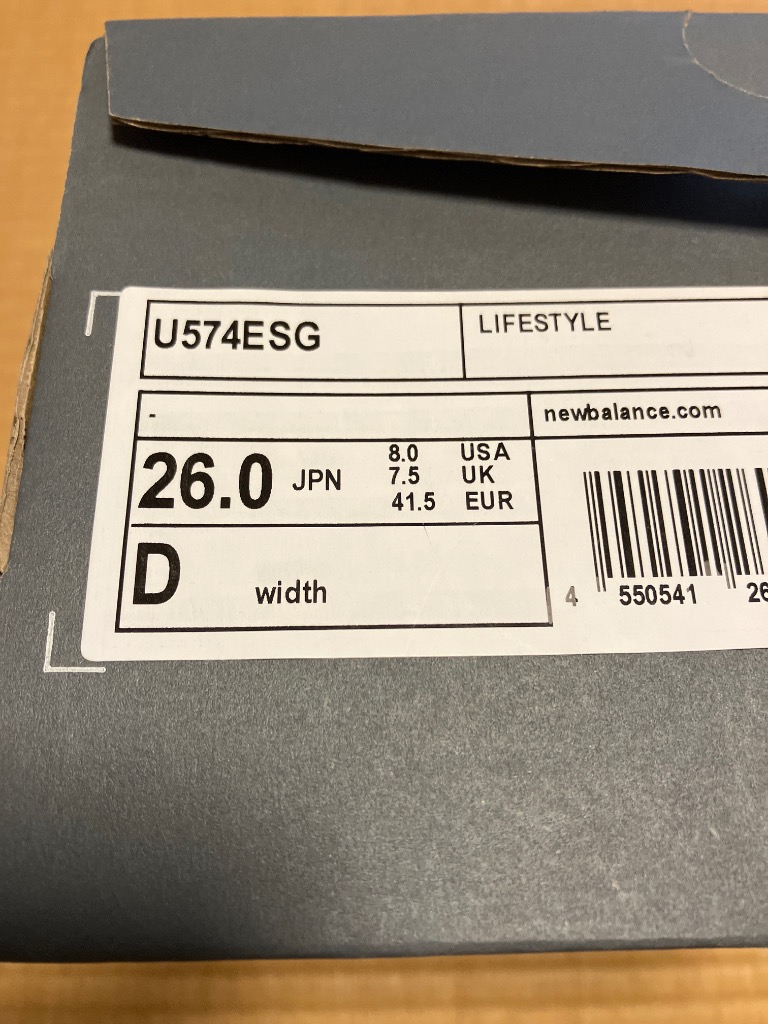 U574ESG
LIFESTYLE
-
newbalance.com
26.0 JPN
8.0 USA
7.5 UK
41.5 EUR
D width
4 550541 26